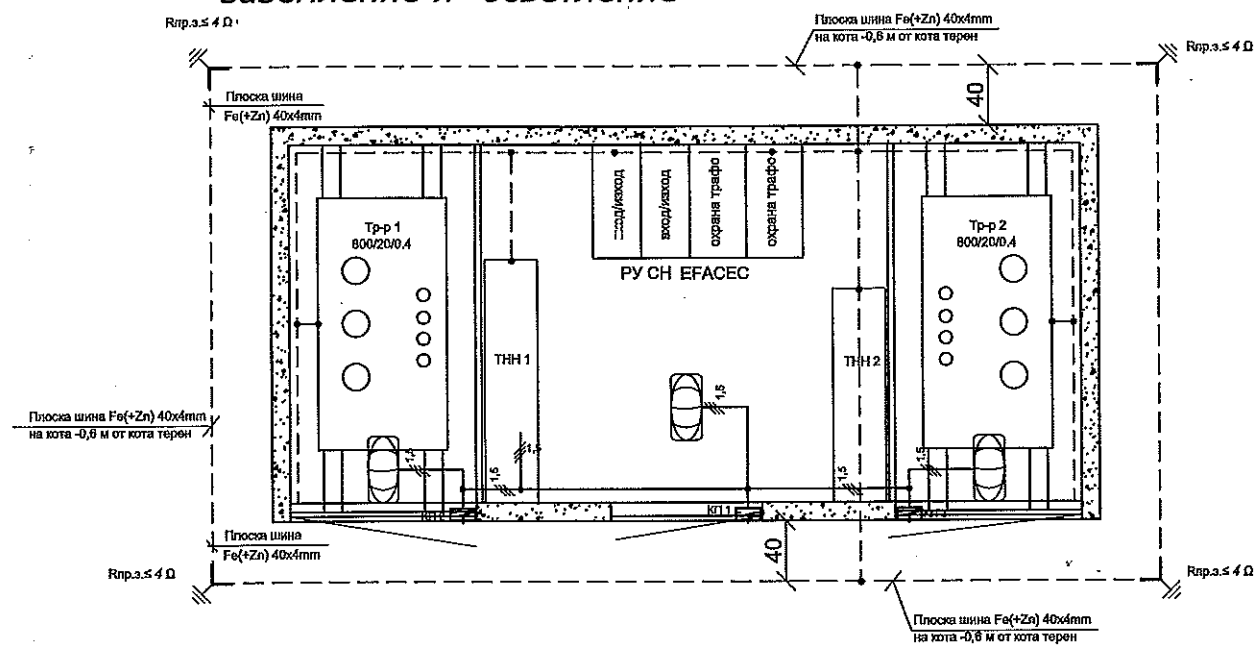 Rпр.з.≤ 4 Ω
Плоска шина Fe(+Zn) 40x4mm
на кота -0,6 м от кота терен
Rпр.з.≤ 4 Ω
Плоска шина
Fe(+Zn) 40x4mm
40
вход/изход
охрана трафо
охрана трафо
Тр-р 1
800/20/0.4
Тр-р 2
800/20/0.4
РУ СН EFACEC
ТНН 1
ТНН 2
1,5
Плоска шина Fe(+Zn) 40x4mm
на кота -0,6 м от кота терен
1,5
1,5
1,5
1,5
1,5
КП 1
Плоска шина
Fe(+Zn) 40x4mm
40
Rпр.з.≤ 4 Ω
Rпр.з.≤ 4 Ω
Плоска шина Fe(+Zn) 40x4mm
на кота -0,6 м от кота терен